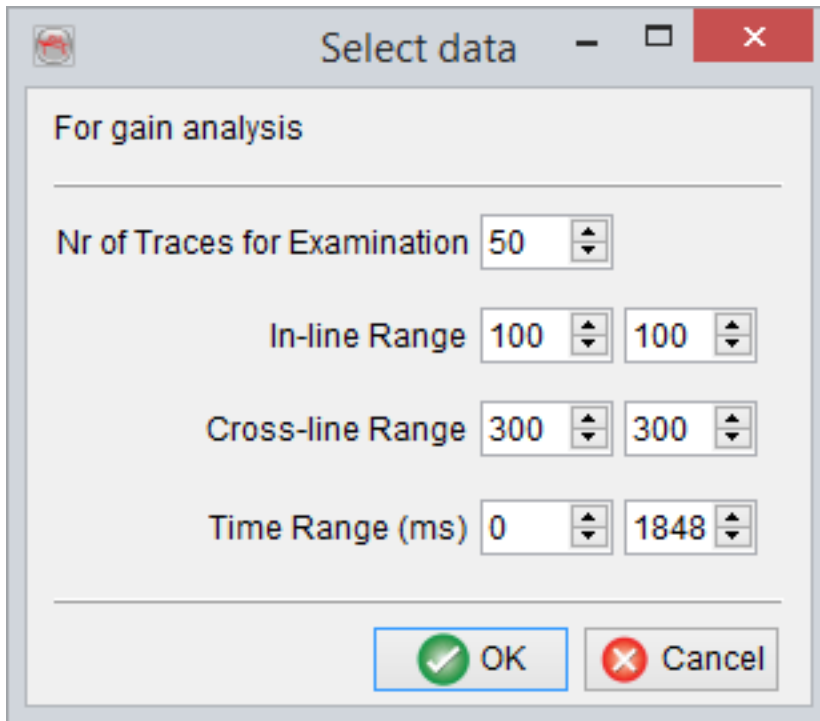 Select data
For gain analysis
Nr of Traces for Examination 50
In-line Range 100 100
Cross-line Range 300 300
Time Range (ms) 0 1848
OK Cancel